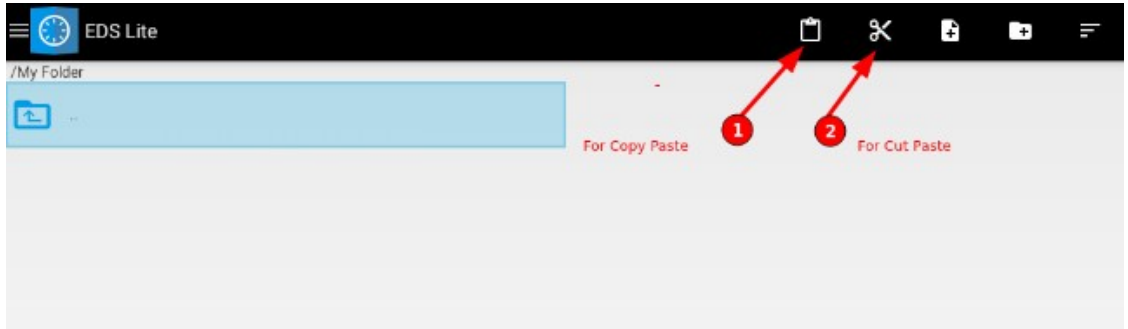 EDS Lite
/My Folder
..
1
2
For Copy Paste
For Cut Paste